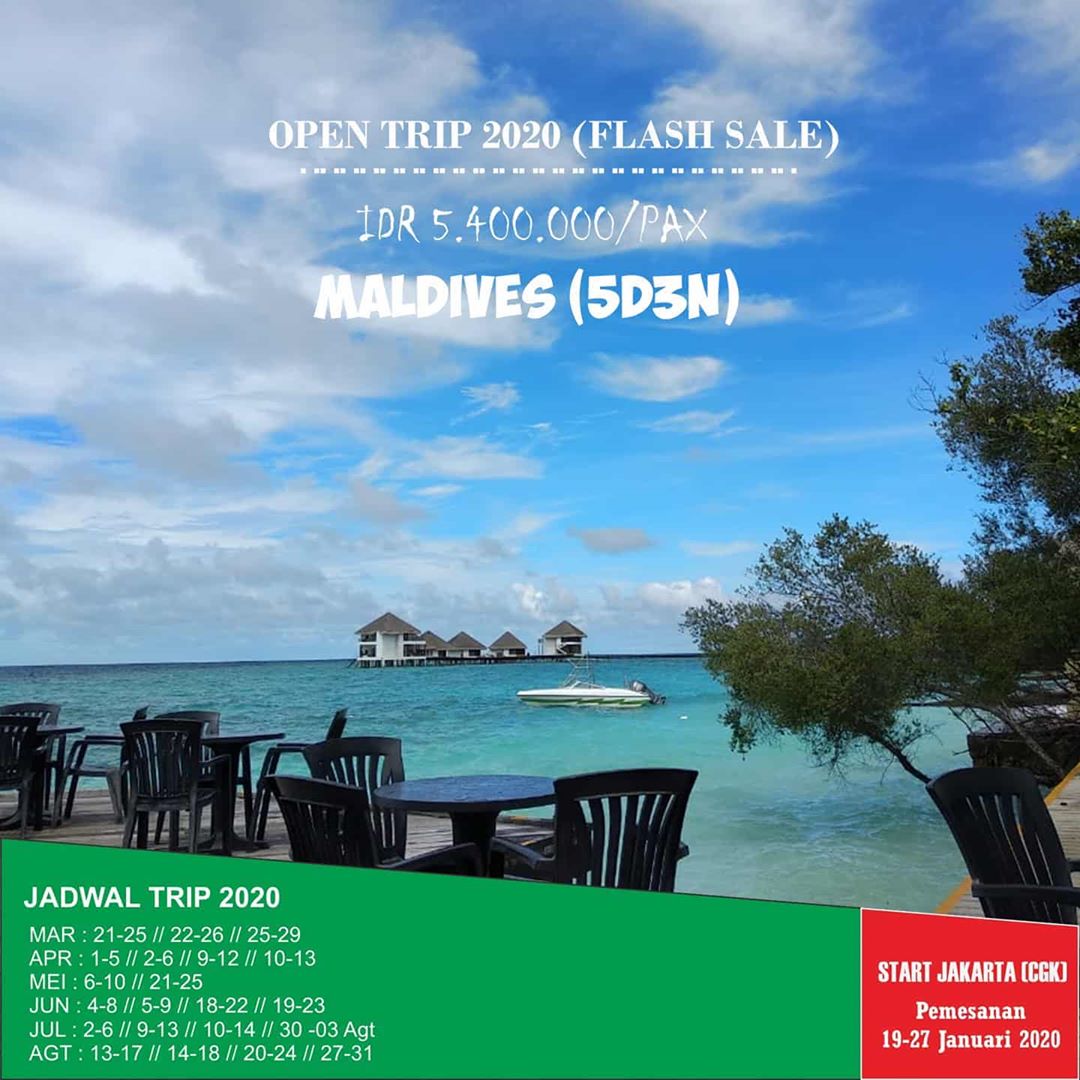 OPEN TRIP 2020 (FLASH SALE)
IDR 5.400.000/PAX
MALDIVES (5D3N)
JADWAL TRIP 2020
MAR : 21-25 // 22-26 // 25-29
APR : 1-5 // 2-6 // 9-12 // 10-13
MEI : 6-10 // 21-25
JUN : 4-8 // 5-9 // 18-22 // 19-23
JUL : 2-6 // 9-13 // 10-14 // 30 -03 Agt
AGT : 13-17 // 14-18 // 20-24 // 27-31
START JAKARTA (CGK)
Pemesanan
19-27 Januari 2020